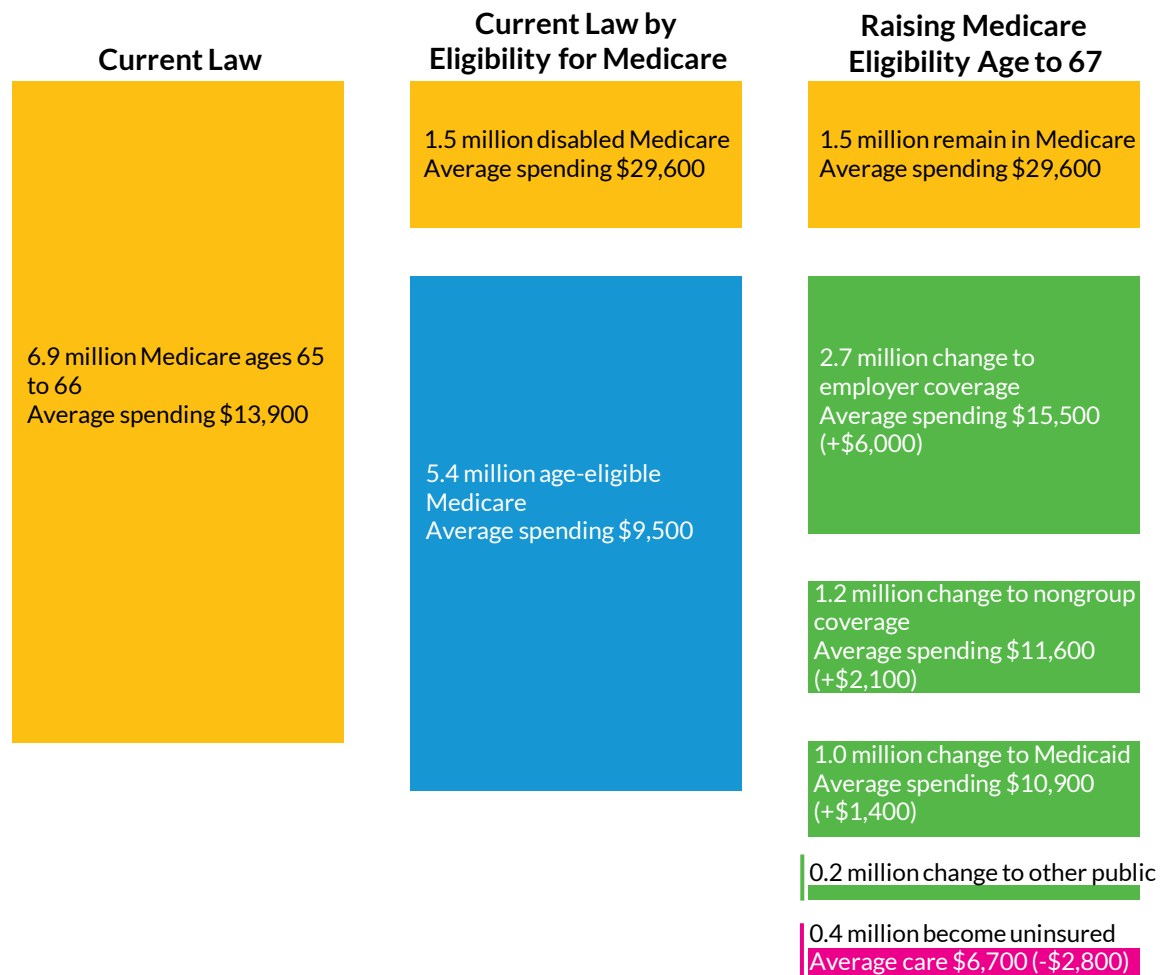 Current Law
Current Law by
Eligibility for Medicare
Raising Medicare
Eligibility Age to 67
6.9 million Medicare ages 65
to 66
Average spending $13,900
1.5 million disabled Medicare
Average spending $29,600
5.4 million age-eligible
Medicare
Average spending $9,500
1.5 million remain in Medicare
Average spending $29,600
2.7 million change to
employer coverage
Average spending $15,500
(+$6,000)
1.2 million change to nongroup
coverage
Average spending $11,600
(+$2,100)
1.0 million change to Medicaid
Average spending $10,900
(+$1,400)
0.2 million change to other public
0.4 million become uninsured
Average care $6,700 (-$2,800)